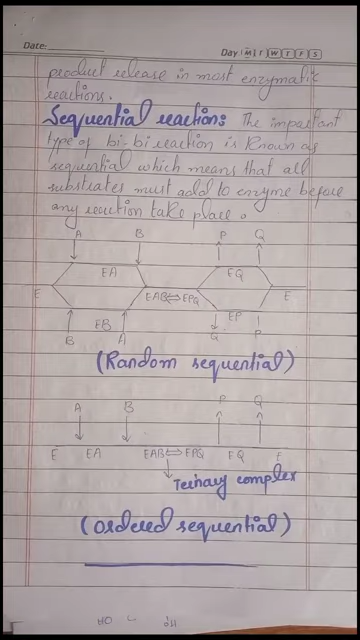 Date: Day: M T W T F S
product release in most enzymatic
reactions.
Sequential reaction: The important
type of bi-bi reaction is known as
sequential which means that all
substrates must add to enzyme before
any reaction take place.
A B P Q
EA EQ
E EAB⇌EPQ E
EB EP
B A Q P
(Random sequential)
A B P Q
E EA EAB⇌EPQ EQ E
Ternary complex
(ordered sequential)